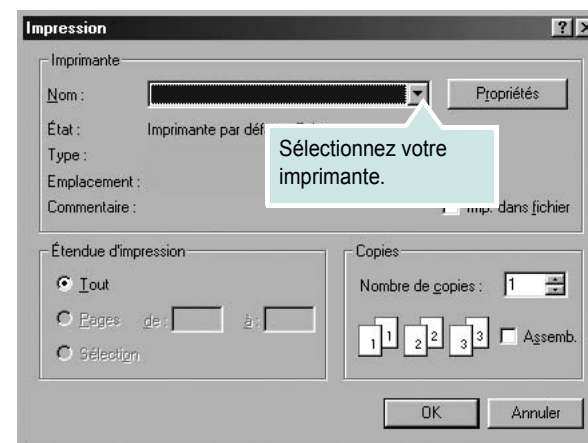 Impression
Imprimante
Nom :
Propriétés
État : Imprimante par
Sélectionnez votre
imprimante.
Type :
Emplacement :
Commentaire :
Imp. dans fichier
Étendue d'impression
Tout
Pages de : à :
Sélection
Copies
Nombre de copies : 1
1 1 2 2 3 3
Assemb.
OK Annuler